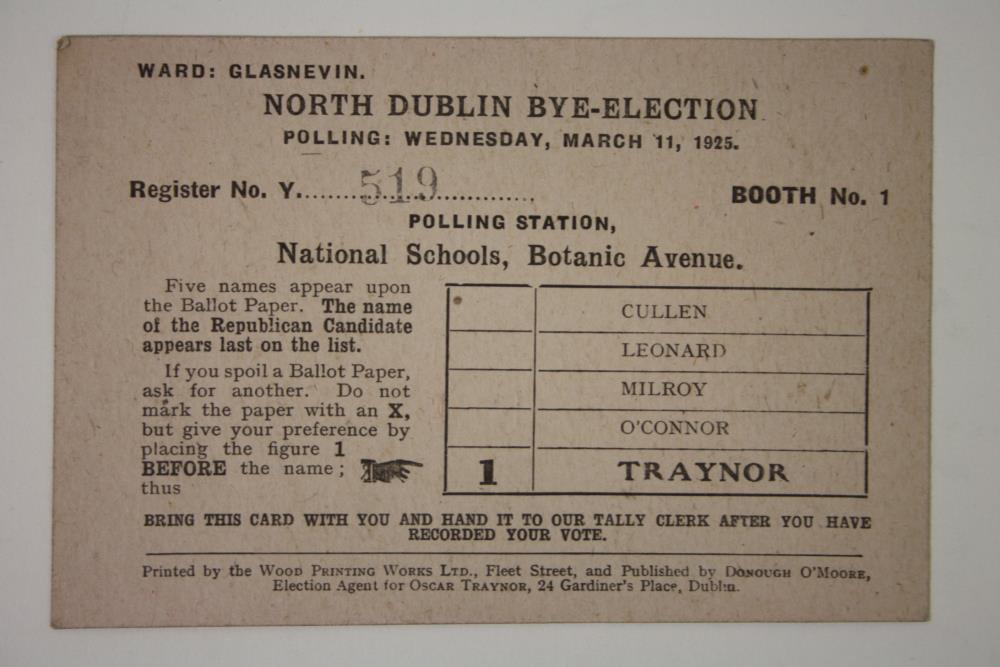 WARD: GLASNEVIN.
NORTH DUBLIN BYE-ELECTION
POLLING: WEDNESDAY, MARCH 11, 1925.
Register No. Y. 519 BOOTH No. 1
POLLING STATION,
National Schools, Botanic Avenue.
Five names appear upon
the Ballot Paper. The name
of the Republican Candidate
appears last on the list.
If you spoil a Ballot Paper,
ask for another. Do not
mark the paper with an X,
but give your preference by
placing the figure 1
BEFORE the name;
thus
CULLEN
LEONARD
MILROY
O'CONNOR
1 TRAYNOR
BRING THIS CARD WITH YOU AND HAND IT TO OUR TALLY CLERK AFTER YOU HAVE
RECORDED YOUR VOTE.
Printed by the WOOD PRINTING WORKS LTD., Fleet Street, and Published by DONOUGH O'MOORE,
Election Agent for OSCAR TRAYNOR, 24 Gardiner's Place, Dublin.